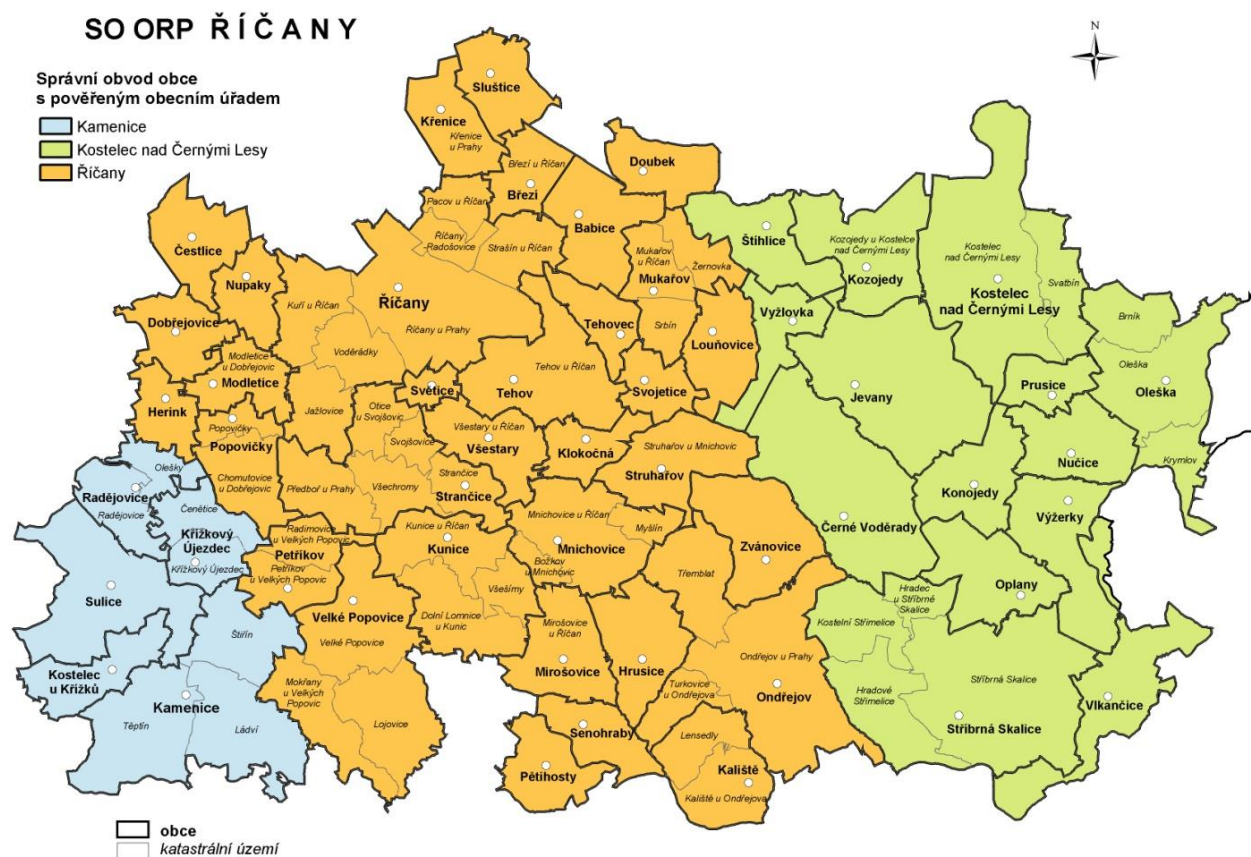 SO ORP ŘÍČANY
N
Správní obvod obce
s pověřeným obecním úřadem
Kamenice
Kostelec nad Černými Lesy
Říčany
Sluštice
Křenice
Křenice
u Prahy
Březí u Říčan
Březí
Doubek
Pacov u Říčan
Říčany
-Radošovice
Strašín u Říčan
Babice
Štíhlice
Kozojedy u Kostelce
nad Černými Lesy
Kozojedy
Kostelec
nad Černými Lesy
Kostelec
nad Černými Lesy
Svatbín
Čestlice
Nupaky
Kuří u Říčan
Říčany
Říčany u Prahy
Mukařov
u Říčan
Mukařov
Žernovka
Srbín
Tehovec
Louňovice
Vyžlovka
Brník
Oleška
Oleška
Dobřejovice
Modletice
u Dobřejovic
Modletice
Voděrádky
Tehov u Říčan
Světice
Tehov
Svojetice
Jevany
Prusice
Herink
Popovičky
Popovičky
Jažlovice
Otice
u Svojšovic
Svojšovice
Všestary u Říčan
Všestary
Klokočná
Struhařov u Mnichovic
Struhařov
Nučice
Krymlov
Olešky
Radějovice
Radějovice
Chomutovice
u Dobřejovic
Předboř u Prahy
Všechromy
Strančice
Strančice
Konojedy
Výžerky
Čenětice
Křížkový
Újezdec
Křížkový Újezdec
Radimovice
u Velkých Popovic
Petříkov
Petříkov
u Velkých Popovic
Kunice u Říčan
Kunice
Mnichovice u Říčan
Myšlín
Mnichovice
Božkov
u Mnichovic
Všešímy
Zvánovice
Třemblat
Černé Voděrady
Oplany
Sulice
Štiřín
Velké Popovice
Velké Popovice
Dolní Lomnice
u Kunic
Mirošovice
u Říčan
Mirošovice
Hrusice
Hradec
u Stříbrné
Skalice
Kostelní Střimelice
Kostelec
u Křížků
Kamenice
Těptín
Ládví
Mokřany
u Velkých
Popovic
Lojovice
Ondřejov u Prahy
Ondřejov
Turkovice
u Ondřejova
Hradové
Střimelice
Stříbrná Skalice
Stříbrná Skalice
Vlkančice
Senohraby
Pětihosty
Lensedly
Kaliště
Kaliště u Ondřejova
obce
katastrální území